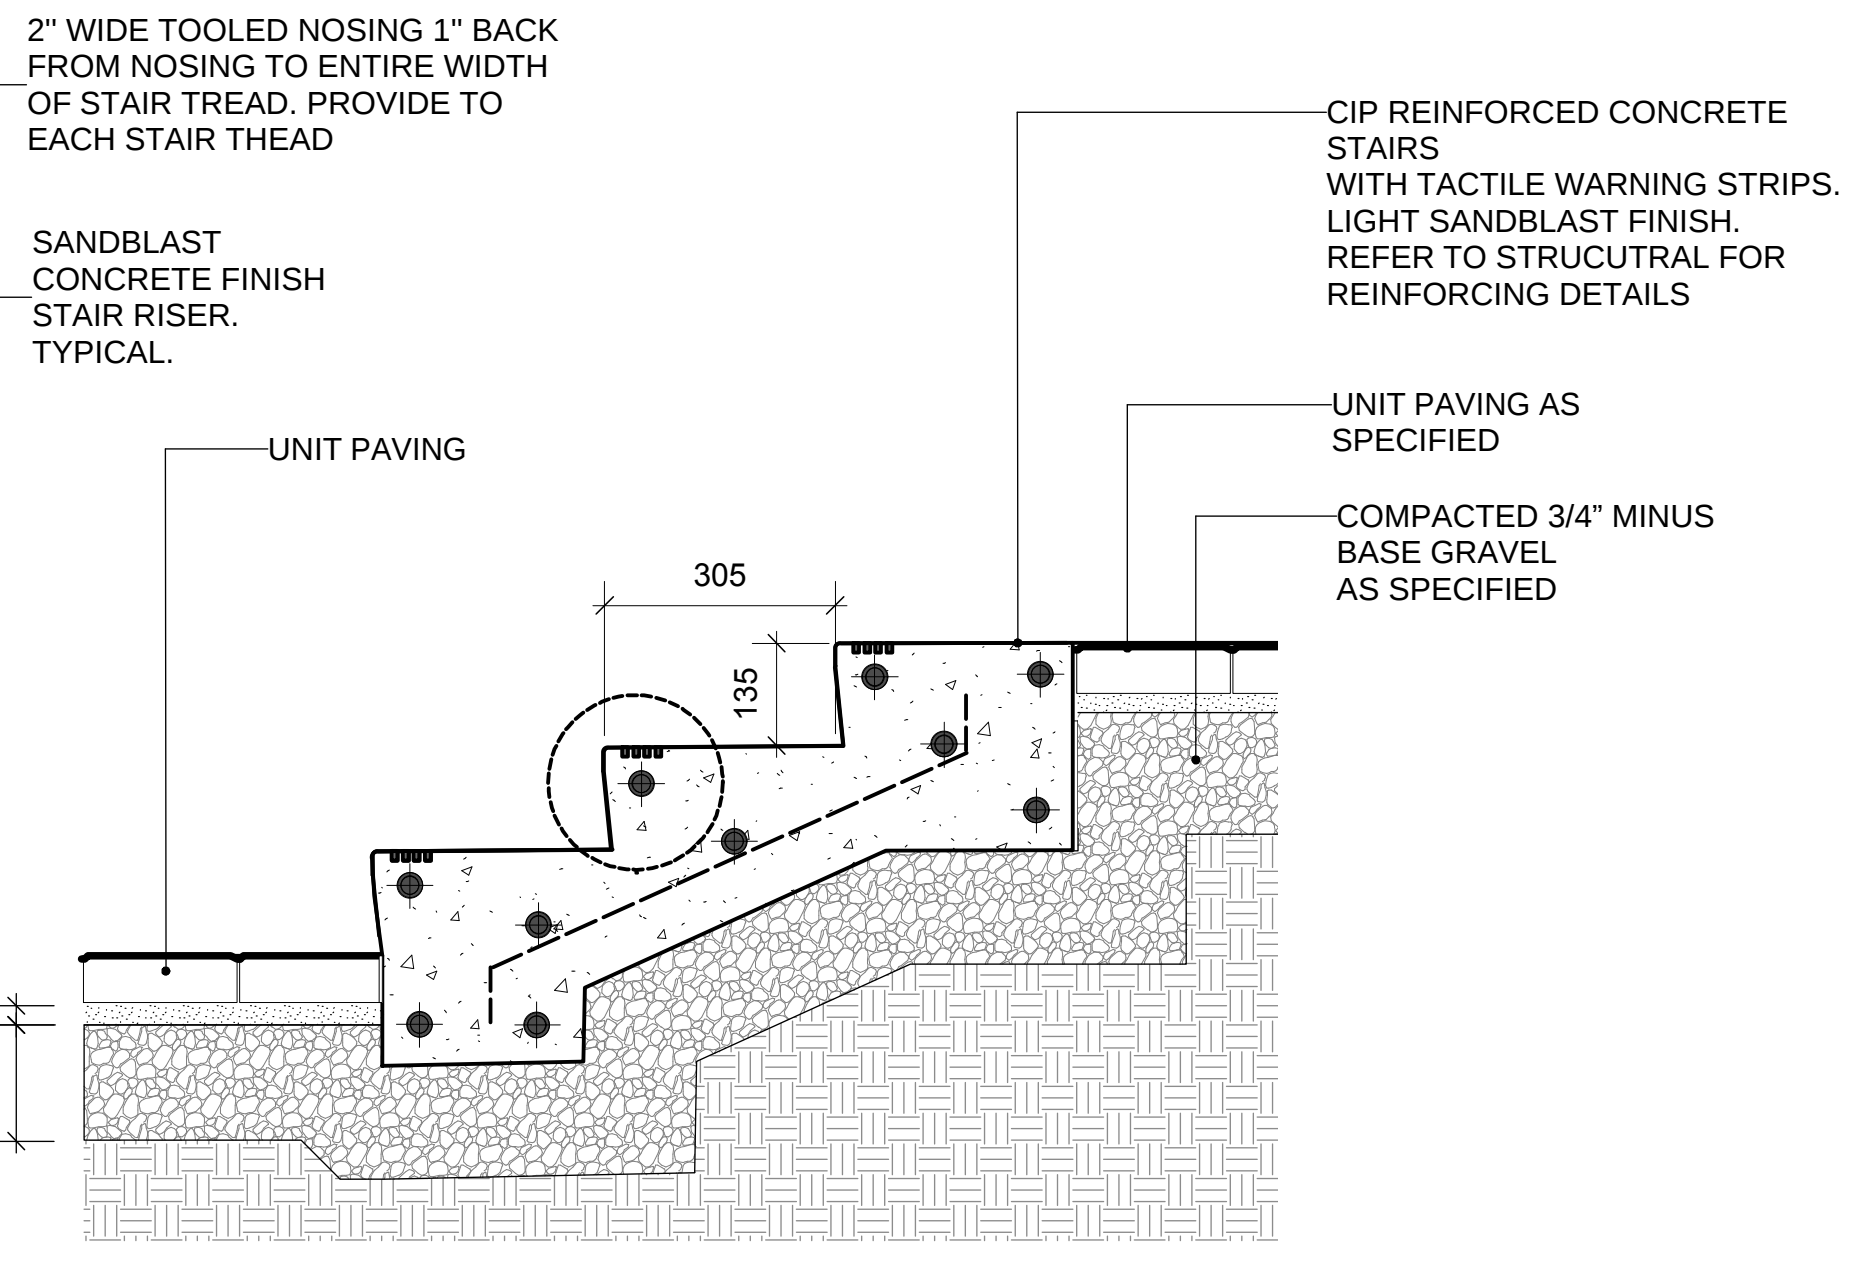 2" WIDE TOOLED NOSING 1" BACK
FROM NOSING TO ENTIRE WIDTH
OF STAIR TREAD. PROVIDE TO
EACH STAIR THEAD
SANDBLAST
CONCRETE FINISH
STAIR RISER.
TYPICAL.
UNIT PAVING
CIP REINFORCED CONCRETE
STAIRS
WITH TACTILE WARNING STRIPS.
LIGHT SANDBLAST FINISH.
REFER TO STRUCUTRAL FOR
REINFORCING DETAILS
UNIT PAVING AS
SPECIFIED
COMPACTED 3/4” MINUS
BASE GRAVEL
AS SPECIFIED
305
135